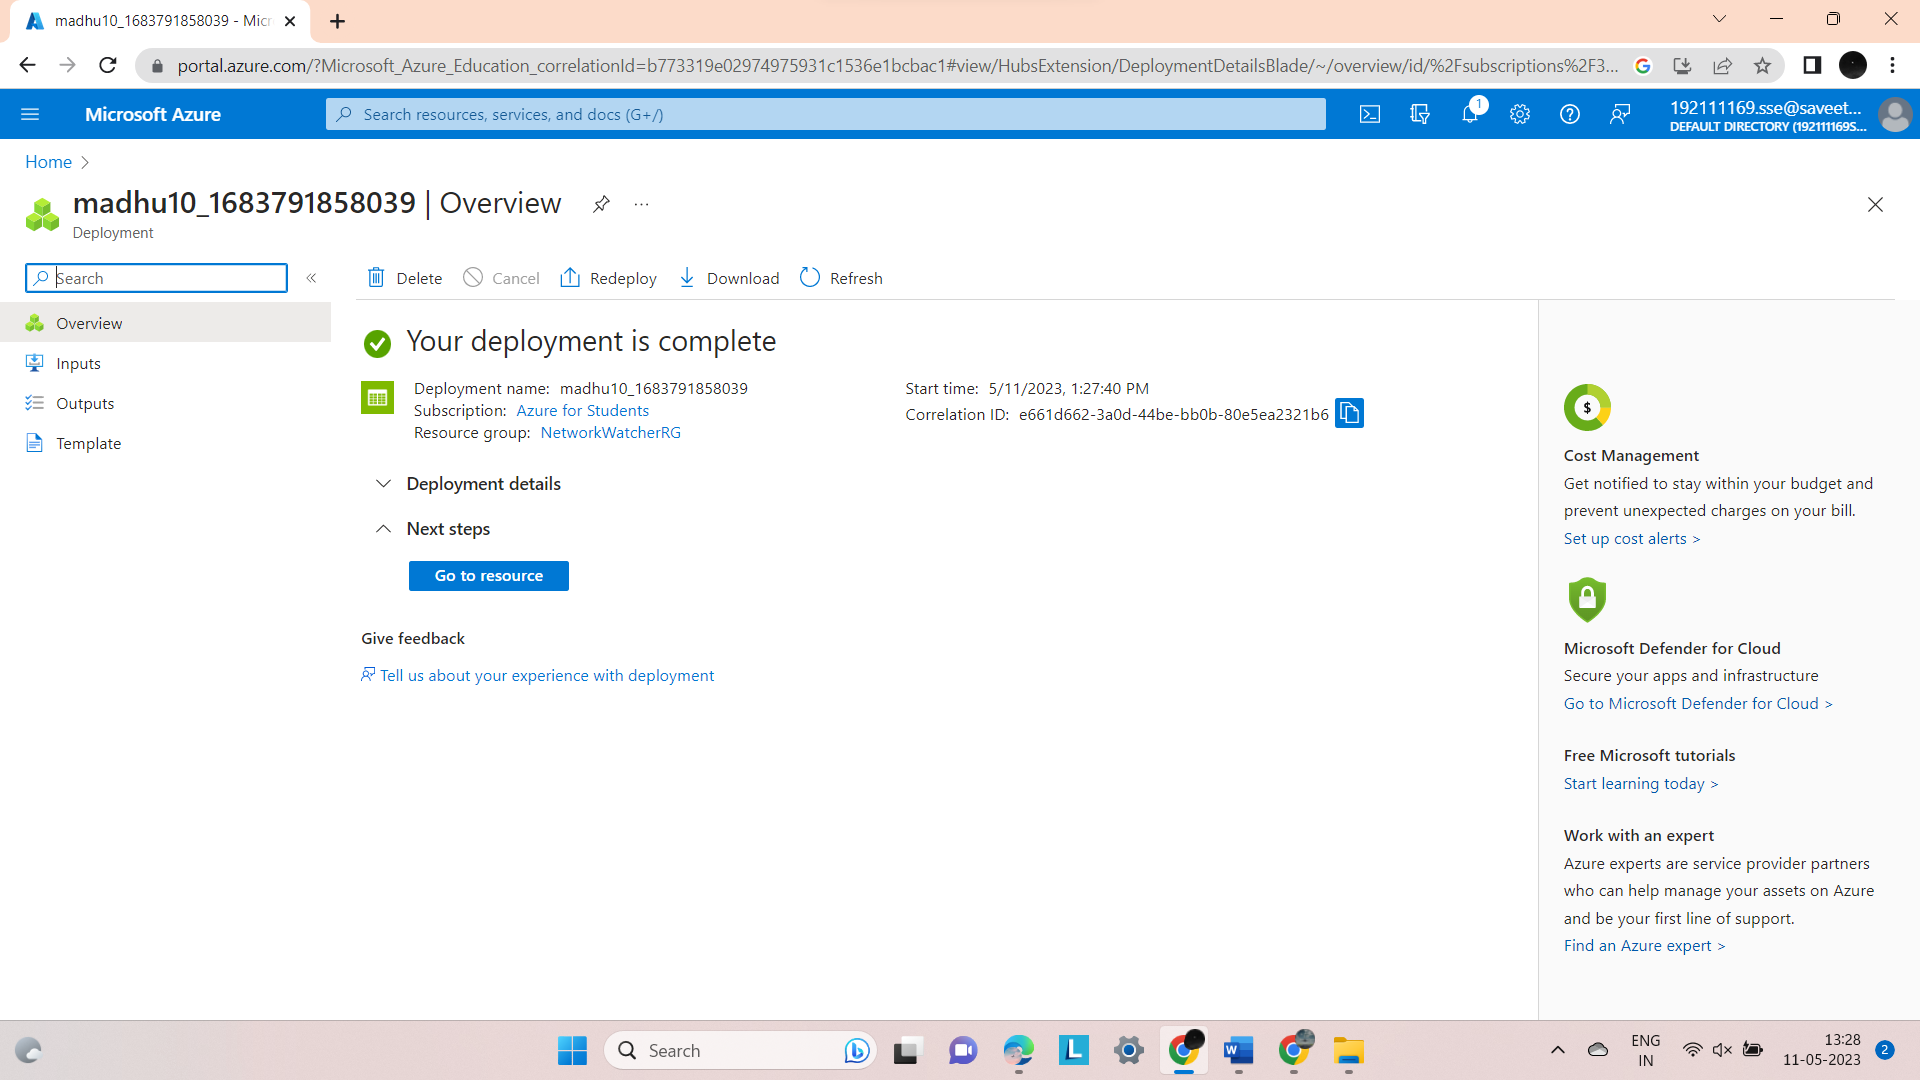 madhu10_1683791858039 - Micr
portal.azure.com/?Microsoft_Azure_Education_correlationId=b773319e02974975931c1536e1bcbac1#view/HubsExtension/DeploymentDetailsBlade/~/overview/id/%2Fsubscriptions%2F3...
Microsoft Azure
Search resources, services, and docs (G+/)
1
192111169.sse@saveet...
DEFAULT DIRECTORY (192111169S...
Home
madhu10_1683791858039 | Overview
Deployment
Search
Delete
Cancel
Redeploy
Download
Refresh
Overview
Inputs
Outputs
Template
Your deployment is complete
Deployment name: madhu10_1683791858039
Subscription: Azure for Students
Resource group: NetworkWatcherRG
Start time: 5/11/2023, 1:27:40 PM
Correlation ID: e661d662-3a0d-44be-bb0b-80e5ea2321b6
Deployment details
Next steps
Go to resource
Give feedback
Tell us about your experience with deployment
Cost Management
Get notified to stay within your budget and
prevent unexpected charges on your bill.
Set up cost alerts >
Microsoft Defender for Cloud
Secure your apps and infrastructure
Go to Microsoft Defender for Cloud >
Free Microsoft tutorials
Start learning today >
Work with an expert
Azure experts are service provider partners
who can help manage your assets on Azure
and be your first line of support.
Find an Azure expert >
Search
ENG
IN
13:28
11-05-2023
2